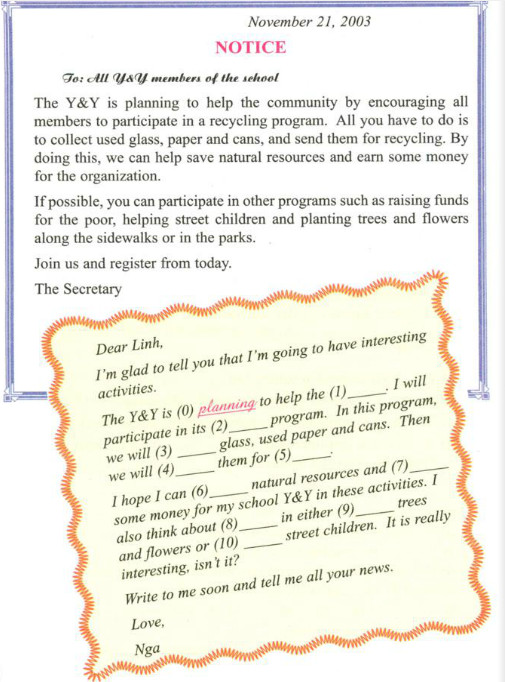 November 21, 2003
NOTICE
To: All Y&Y members of the school
The Y&Y is planning to help the community by encouraging all
members to participate in a recycling program. All you have to do is
to collect used glass, paper and cans, and send them for recycling. By
doing this, we can help save natural resources and earn some money
for the organization.
If possible, you can participate in other programs such as raising funds
for the poor, helping street children and planting trees and flowers
along the sidewalks or in the parks.
Join us and register from today.
The Secretary
Dear Linh,
I'm glad to tell you that I'm going to have interesting
activities.
The Y&Y is (0) planning to help the (1)_____. I will
participate in its (2)_____ program. In this program,
we will (3) _____ glass, used paper and cans. Then
we will (4)_____ them for (5)_____.
I hope I can (6)_____ natural resources and (7)_____
some money for my school Y&Y in these activities. I
also think about (8)_____ in either (9)_____ trees
and flowers or (10) _____ street children. It is really
interesting, isn't it?
Write to me soon and tell me all your news.
Love,
Nga